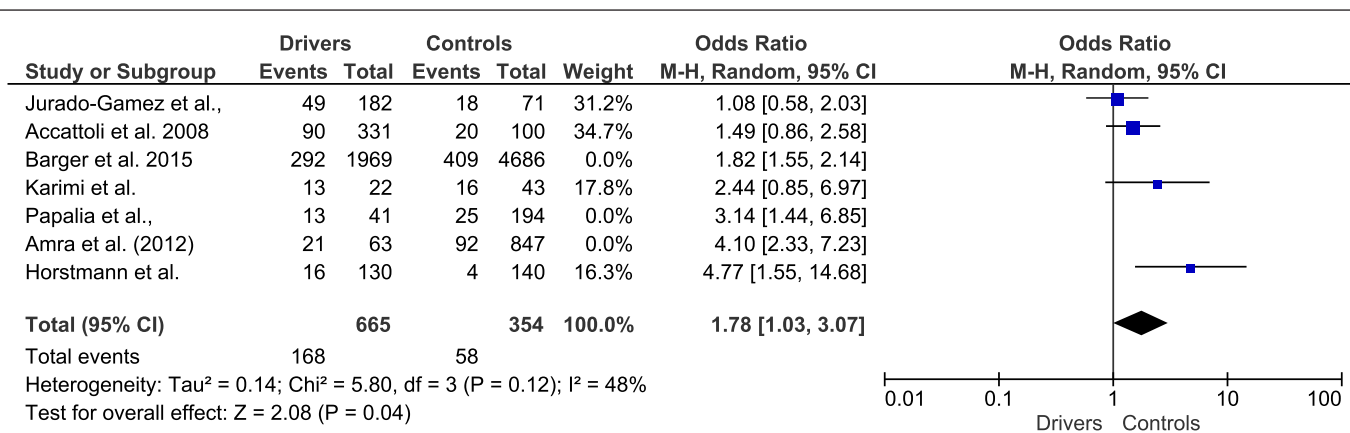 Drivers Controls Odds Ratio Odds Ratio
Study or Subgroup Events Total Events Total Weight M-H, Random, 95% CI M-H, Random, 95% CI
Jurado-Gamez et al., 49 182 18 71 31.2% 1.08 [0.58, 2.03]
Accattoli et al. 2008 90 331 20 100 34.7% 1.49 [0.86, 2.58]
Barger et al. 2015 292 1969 409 4686 0.0% 1.82 [1.55, 2.14]
Karimi et al. 13 22 16 43 17.8% 2.44 [0.85, 6.97]
Papalia et al., 13 41 25 194 0.0% 3.14 [1.44, 6.85]
Amra et al. (2012) 21 63 92 847 0.0% 4.10 [2.33, 7.23]
Horstmann et al. 16 130 4 140 16.3% 4.77 [1.55, 14.68]
Total (95% CI) 665 354 100.0% 1.78 [1.03, 3.07]
Total events 168 58
Heterogeneity: Tau² = 0.14; Chi² = 5.80, df = 3 (P = 0.12); I² = 48%
Test for overall effect: Z = 2.08 (P = 0.04)
0.01 0.1 1 10 100
Drivers Controls